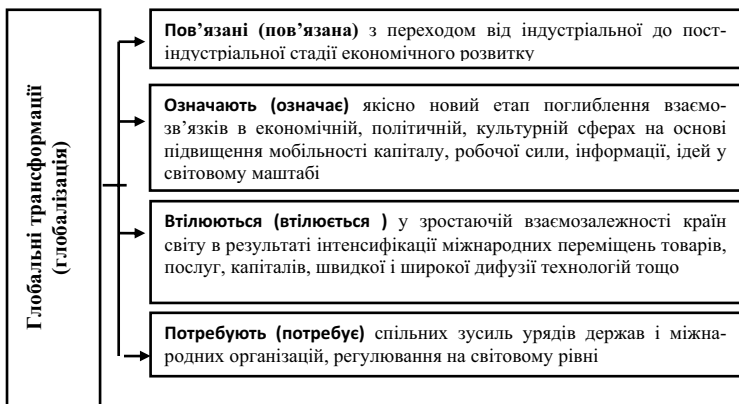 Глобальні трансформації
(глобалізація)
Пов’язані (пов’язана) з переходом від індустріальної до пост-
індустріальної стадії економічного розвитку
Означають (означає) якісно новий етап поглиблення взаємо-
зв’язків в економічній, політичній, культурній сферах на основі
підвищення мобільності капіталу, робочої сили, інформації, ідей у
світовому маштабі
Втілюються (втілюється ) у зростаючій взаємозалежності країн
світу в результаті інтенсифікації міжнародних переміщень товарів,
послуг, капіталів, швидкої і широкої дифузії технологій тощо
Потребують (потребує) спільних зусиль урядів держав і міжна-
родних організацій, регулювання на світовому рівні